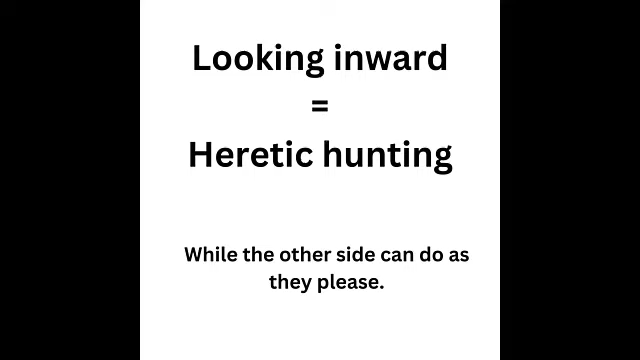 Looking inward
=
Heretic hunting
While the other side can do as
they please.